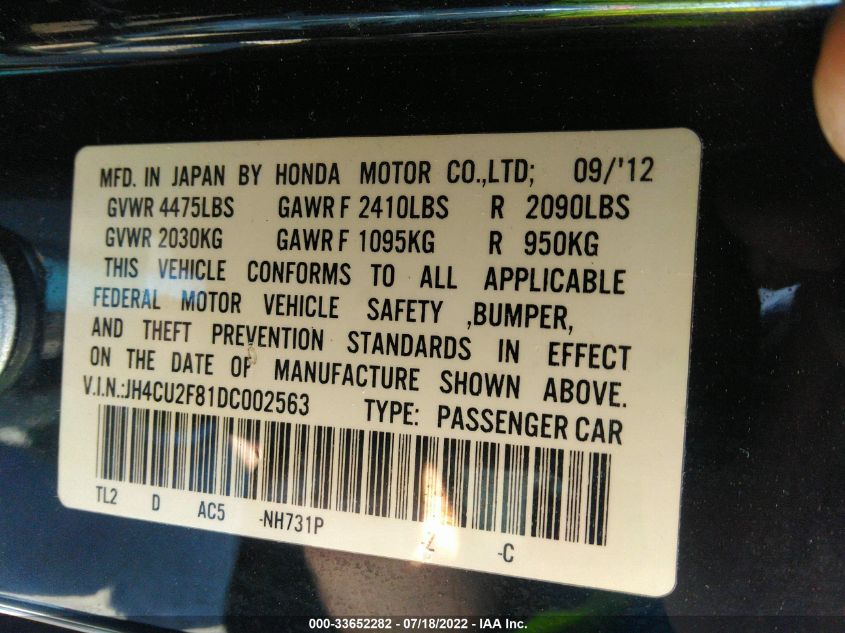 MFD. IN JAPAN BY HONDA MOTOR CO.,LTD; 09/'12
GVWR 4475LBS GAWR F 2410LBS R 2090LBS
GVWR 2030KG GAWR F 1095KG R 950KG
THIS VEHICLE CONFORMS TO ALL APPLICABLE
FEDERAL MOTOR VEHICLE SAFETY ,BUMPER,
AND THEFT PREVENTION STANDARDS IN EFFECT
ON THE DATE OF MANUFACTURE SHOWN ABOVE.
V.I.N.:JH4CU2F81DC002563 TYPE: PASSENGER CAR
TL2 D AC5 -NH731P -C
000-33652282 - 07/18/2022 - IAA Inc.